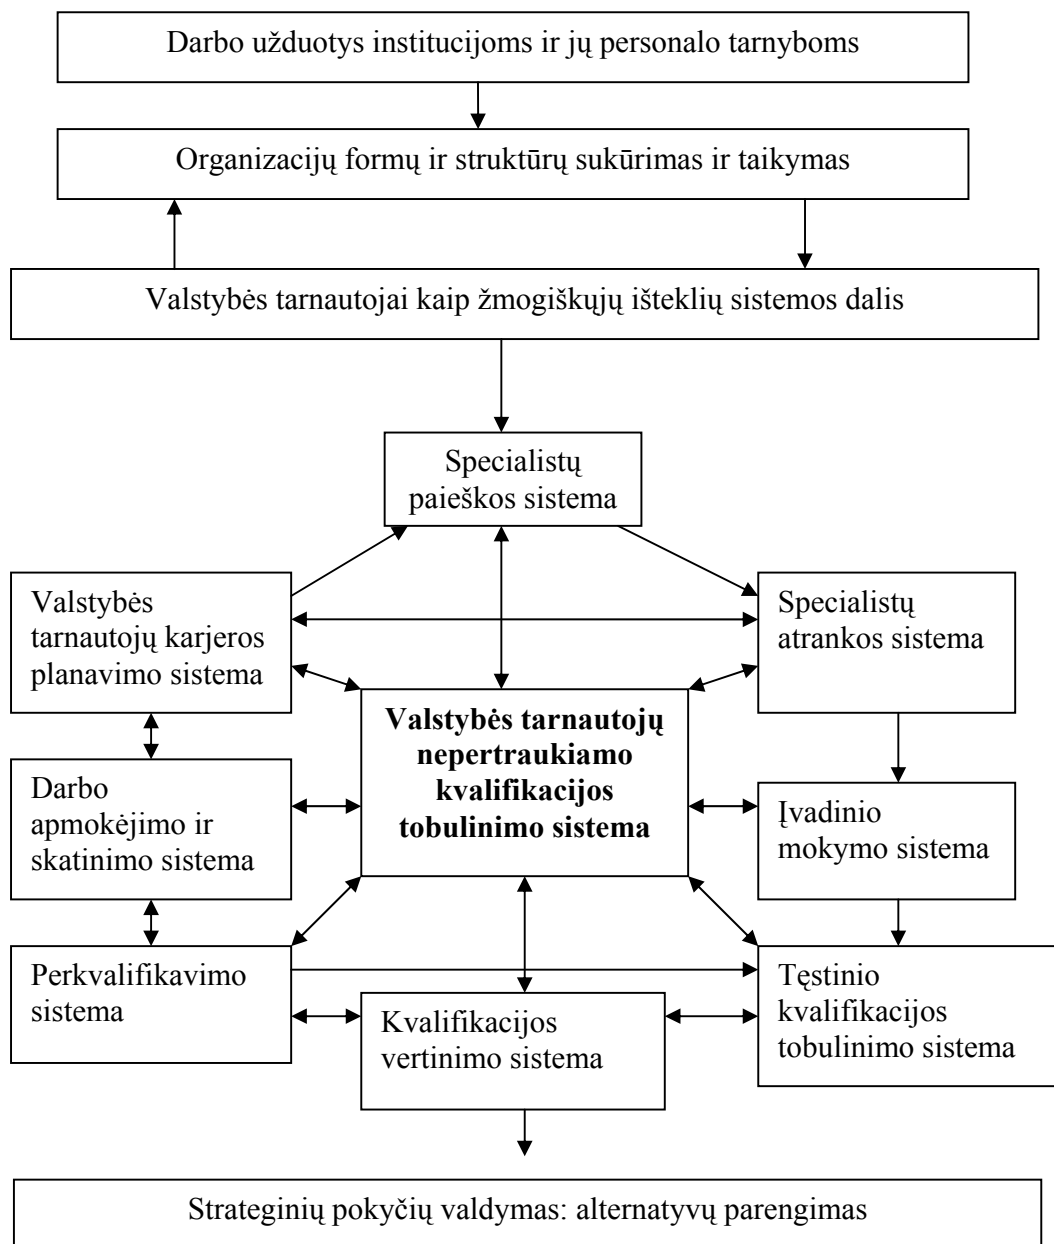 Darbo užduotys institucijoms ir jų personalo tarnyboms
Organizacijų formų ir struktūrų sukūrimas ir taikymas
Valstybės tarnautojai kaip žmogiškųjų išteklių sistemos dalis
Specialistų
paieškos sistema
Valstybės
tarnautojų karjeros
planavimo sistema
Specialistų
atrankos sistema
Valstybės tarnautojų
nepertraukiamo
kvalifikacijos
tobulinimo sistema
Darbo
apmokėjimo ir
skatinimo sistema
Įvadinio
mokymo sistema
Perkvalifikavimo
sistema
Kvalifikacijos
vertinimo sistema
Tęstinio
kvalifikacijos
tobulinimo sistema
Strateginių pokyčių valdymas: alternatyvų parengimas